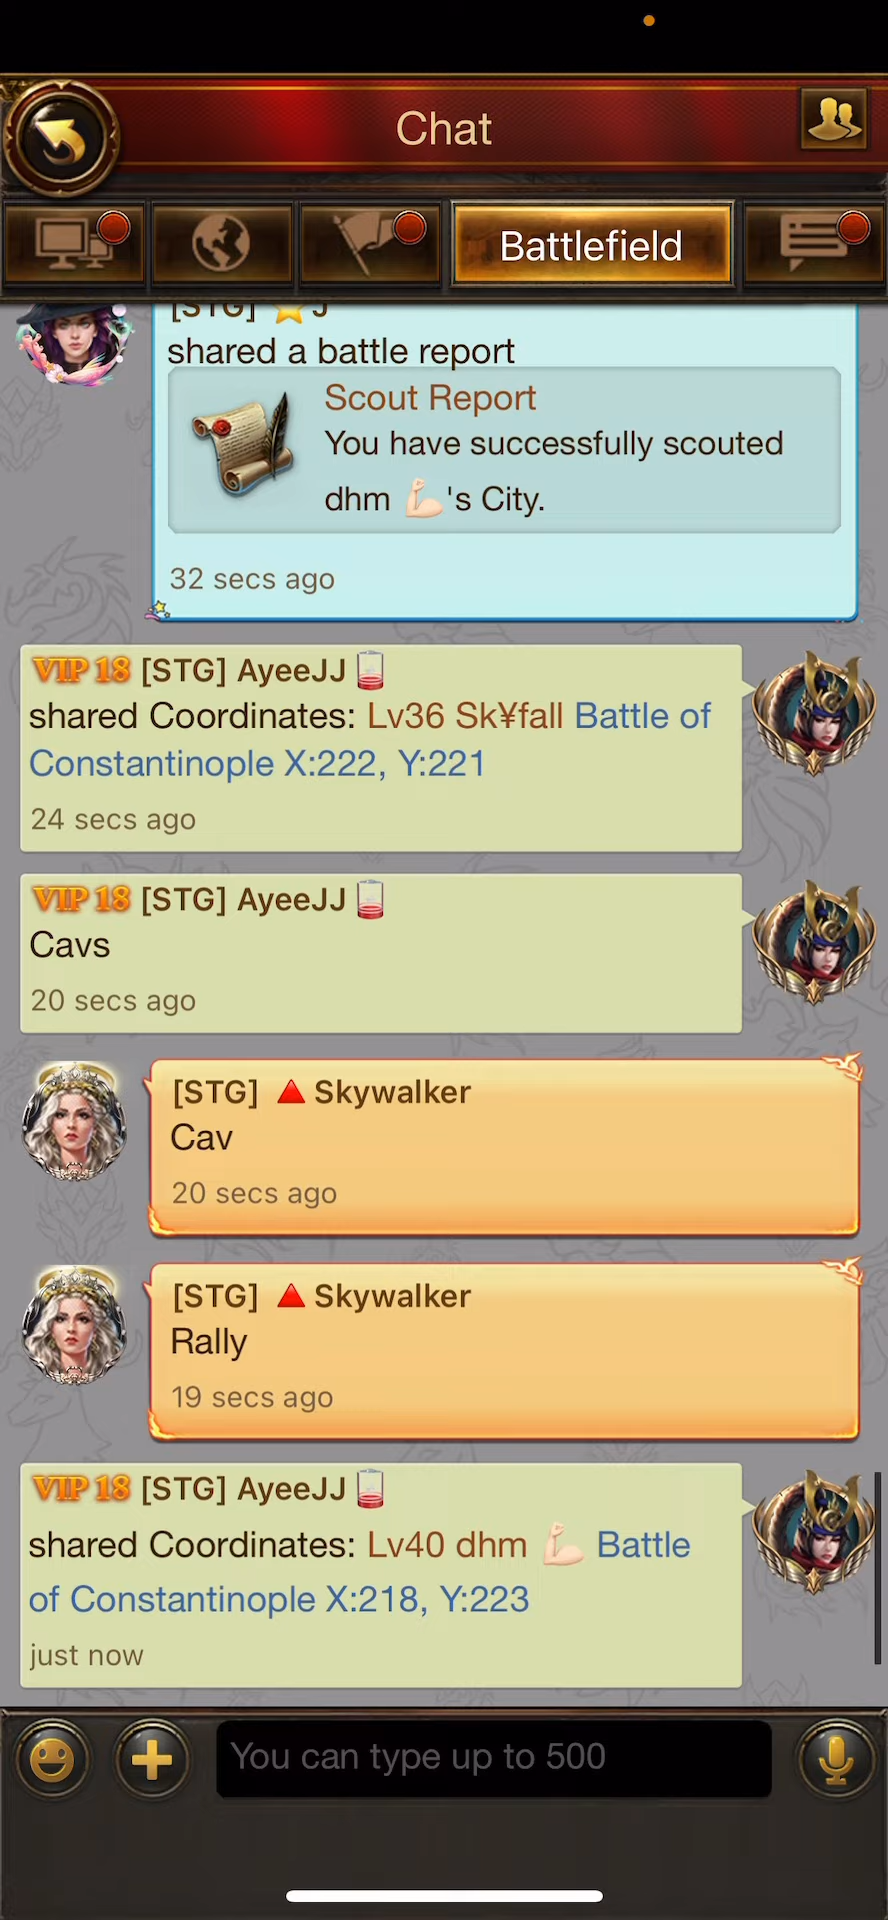 Chat
Battlefield
[STG] ⭐ J
shared a battle report
Scout Report
You have successfully scouted
dhm 💪🏻's City.
32 secs ago
VIP 18 [STG] AyeeJJ🪫
shared Coordinates: Lv36 Sk¥fall Battle of
Constantinople X:222, Y:221
24 secs ago
VIP 18 [STG] AyeeJJ🪫
Cavs
20 secs ago
[STG] 🔺 Skywalker
Cav
20 secs ago
[STG] 🔺 Skywalker
Rally
19 secs ago
VIP 18 [STG] AyeeJJ🪫
shared Coordinates: Lv40 dhm 💪🏻 Battle
of Constantinople X:218, Y:223
just now
You can type up to 500